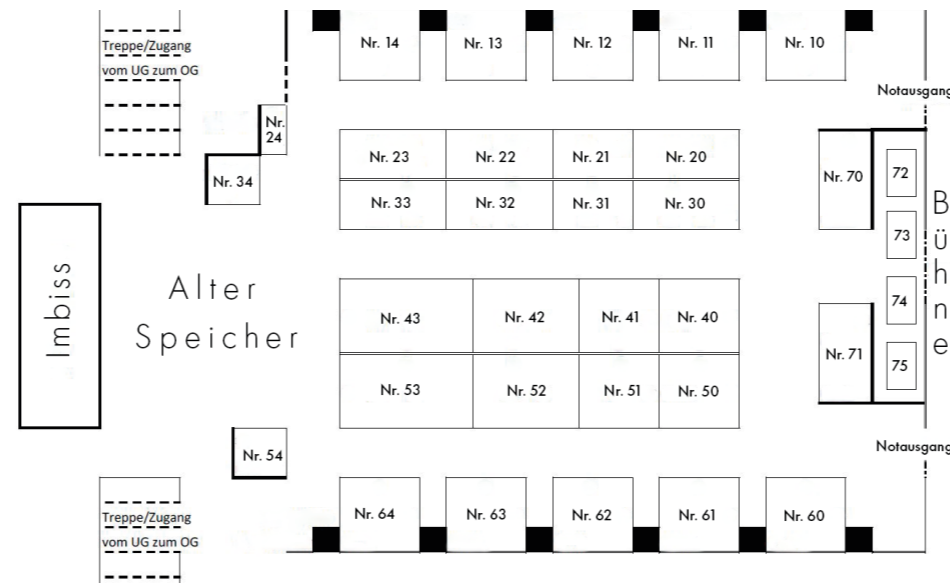 Treppe/Zugang
vom UG zum OG
Nr. 14
Nr. 13
Nr. 12
Nr. 11
Nr. 10
Notausgang
Nr.
24
Nr. 34
Nr. 23
Nr. 22
Nr. 21
Nr. 20
Nr. 33
Nr. 32
Nr. 31
Nr. 30
Nr. 70
72
73
74
75
Bühne
Imbiss
Alter
Speicher
Nr. 43
Nr. 42
Nr. 41
Nr. 40
Nr. 53
Nr. 52
Nr. 51
Nr. 50
Nr. 71
Nr. 54
Notausgang
Treppe/Zugang
vom UG zum OG
Nr. 64
Nr. 63
Nr. 62
Nr. 61
Nr. 60